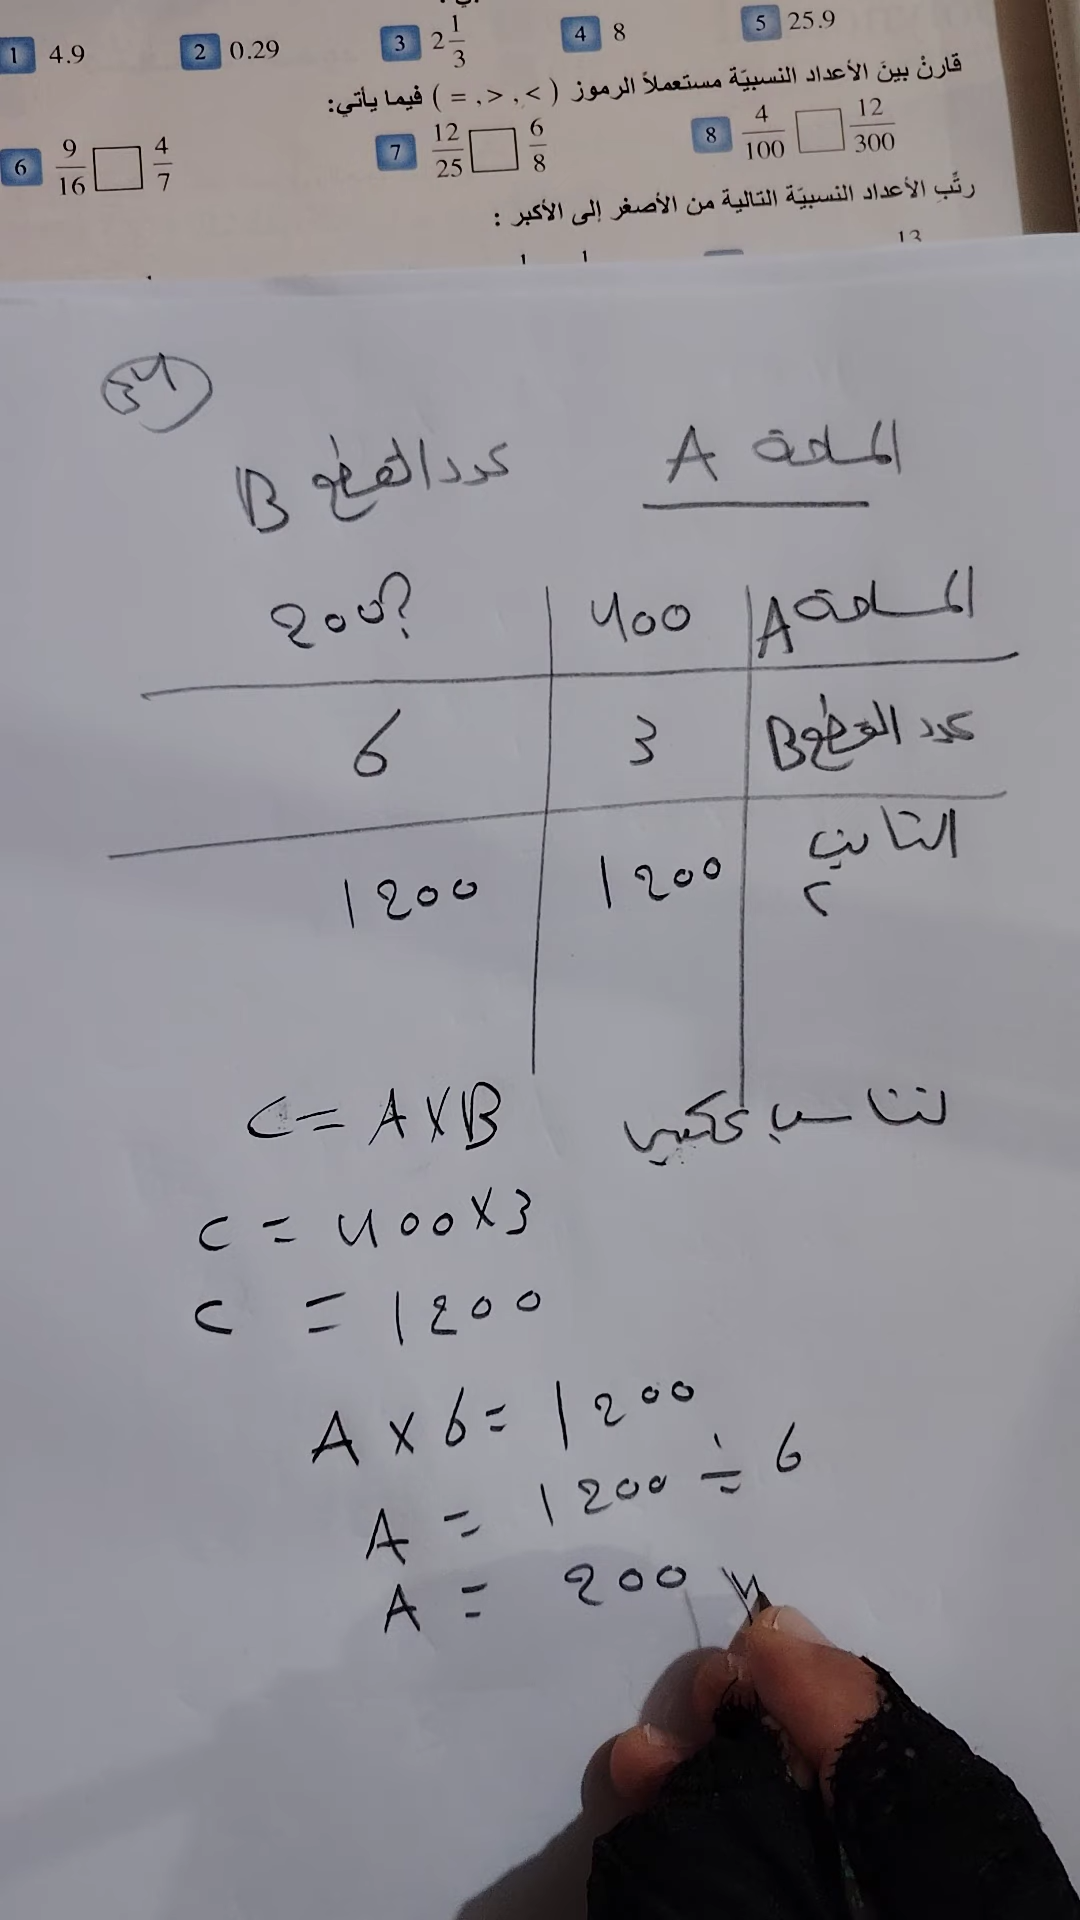 1 4.9 2 0.29 3 2 1/3 4 8 5 25.9
قارنْ بينَ الأعداد النسبيّة مستعملاً الرموز ( > ، < ، = ) فيما يأتي:
6 9/16 □ 4/7 7 12/25 □ 6/8 8 4/100 □ 12/300
رتِّبِ الأعداد النسبيّة التالية من الأصغر إلى الأكبر :
13
34
المساحة A عدد القطع B
المساحة A 400 200?
عدد القطع B 3 6
الثابت C 1200 1200
تناسب عكسي C = A X B
C = 400 X 3
C = 1200
A X 6 = 1200
A = 1200 ÷ 6
A = 200